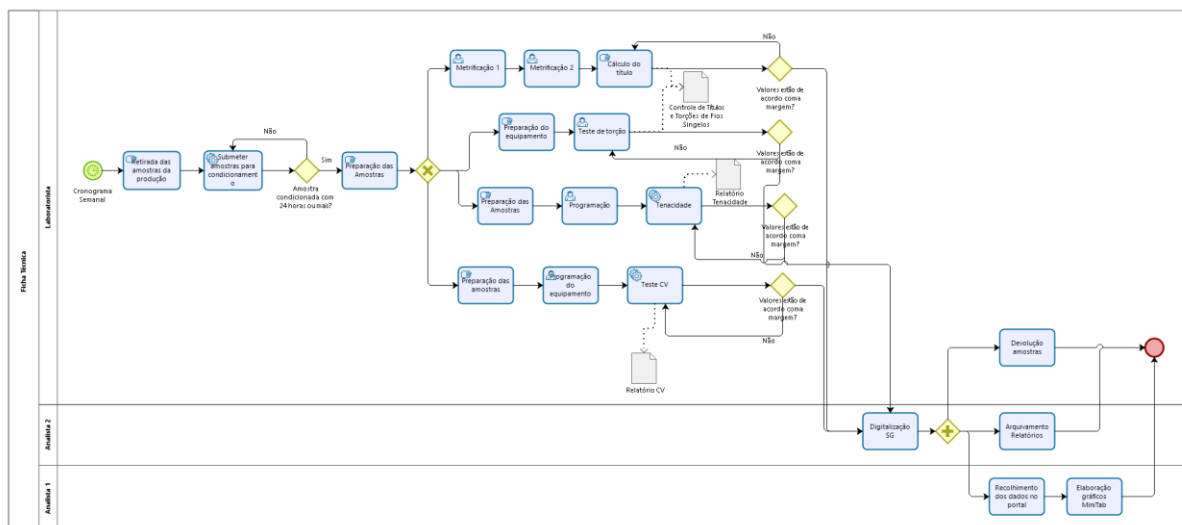 Ficha Técnica
Laboratorista
Cronograma
Semanal
Retirada das
amostras da
produção
Submeter
amostras para
condicionament
o
Não
Sim
Amostra
condicionada com
24 horas ou mais?
Preparação das
Amostras
Metrificação 1
Metrificação 2
Cálculo do
título
Não
Valores estão de
acordo coma
margem?
Controle de Títulos
e Torções de Fios
Singelos
Preparação do
equipamento
Teste de torção
Não
Valores estão de
acordo coma
margem?
Preparação das
Amostras
Programação
Tenacidade
Relatório
Tenacidade
Não
Valores estão de
acordo coma
margem?
Preparação das
amostras
Programação
do
equipamento
Teste CV
Não
Valores estão de
acordo coma
margem?
Relatório CV
Devolução
amostras
Analista 2
Digitalização
SG
Arquivamento
Relatórios
Analista 1
Recolhimento
dos dados no
portal
Elaboração
gráficos
MiniTab